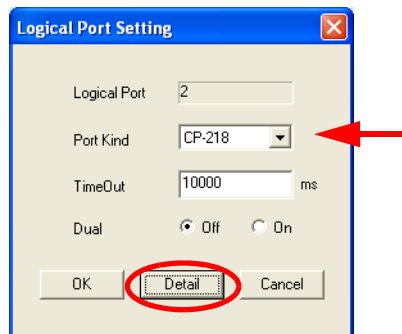 Logical Port Setting
Logical Port 2
Port Kind CP-218
TimeOut 10000 ms
Dual Off On
OK Detail Cancel